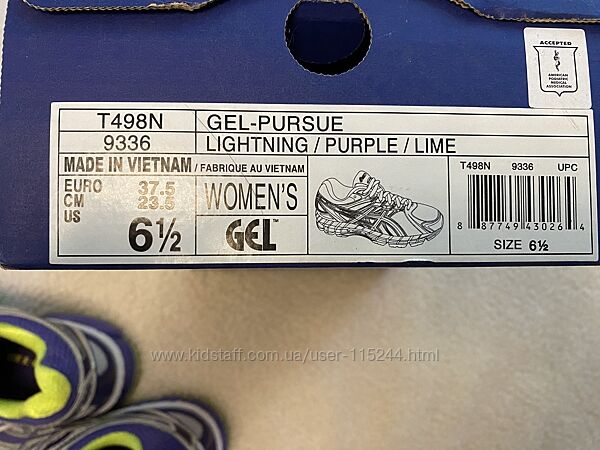 ACCEPTED
AMERICAN
PODIATRIC
MEDICAL
ASSOCIATION
T498N GEL-PURSUE
9336 LIGHTNING / PURPLE / LIME
MADE IN VIETNAM / FABRIQUE AU VIETNAM
EURO 37.5
CM 23.5
US 6½
WOMEN'S
GEL™
T498N 9336 UPC
8 87749 43026 4
SIZE 6½
www.kidstaff.com.ua/user-115244.html